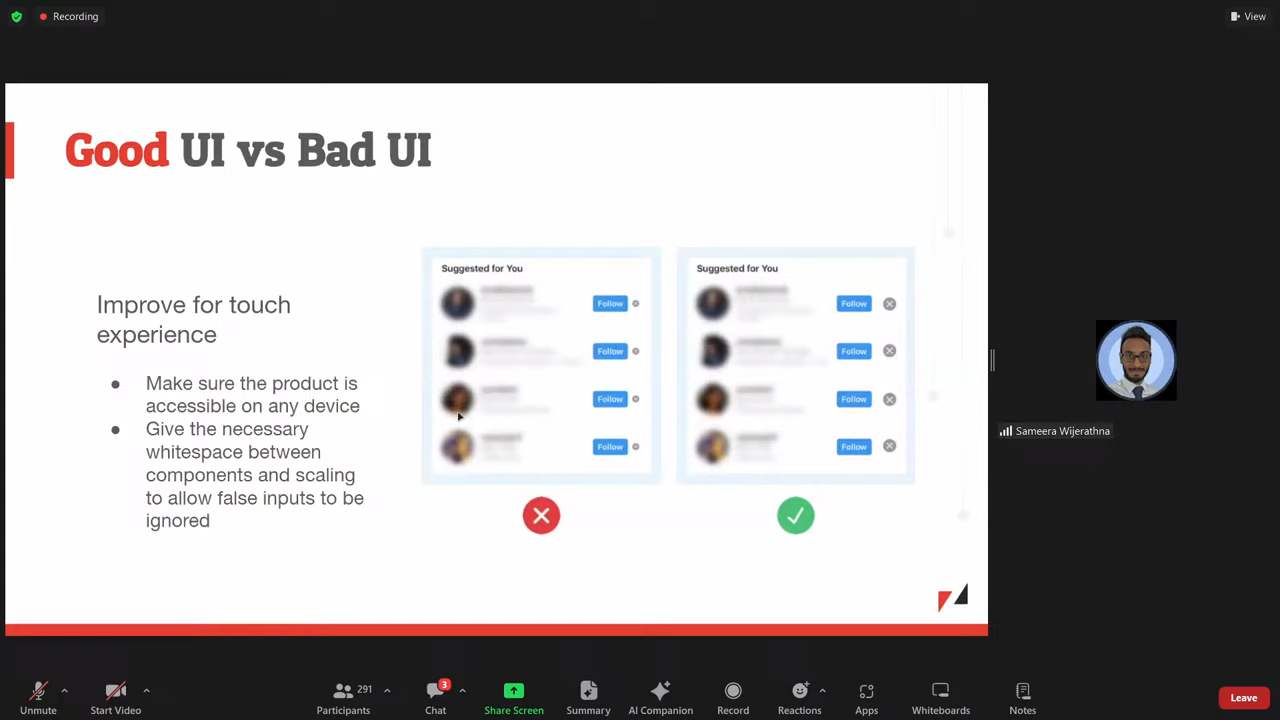 Recording
View
Good UI vs Bad UI
Improve for touch
experience
● Make sure the product is
accessible on any device
● Give the necessary
whitespace between
components and scaling
to allow false inputs to be
ignored
Suggested for You
Follow
Follow
Follow
Follow
Suggested for You
Follow
Follow
Follow
Follow
Sameera Wijerathna
Unmute
Start Video
291
Participants
3
Chat
Share Screen
Summary
AI Companion
Record
Reactions
Apps
Whiteboards
Notes
Leave